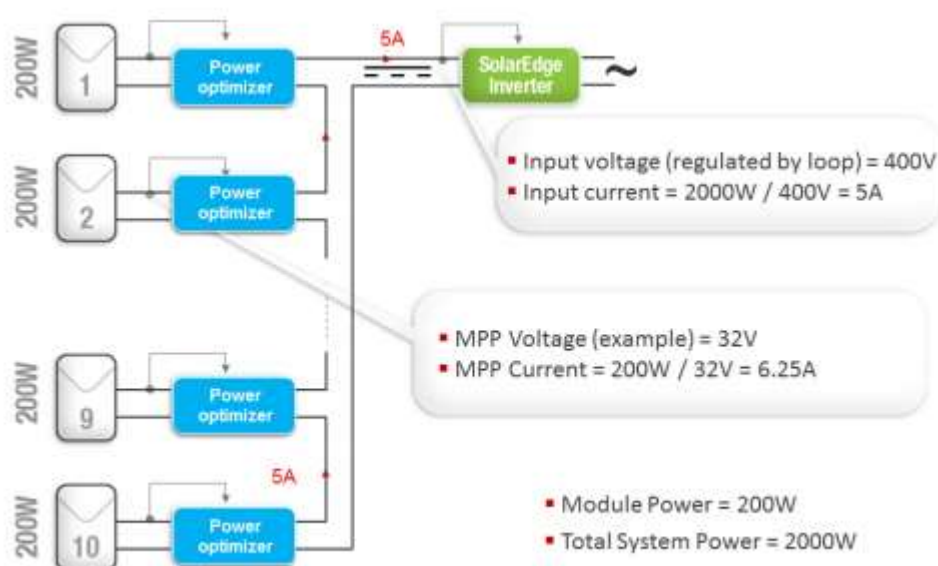 200W
1
Power
optimizer
5A
SolarEdge
Inverter
~
▪ Input voltage (regulated by loop) = 400V
▪ Input current = 2000W / 400V = 5A
200W
2
Power
optimizer
▪ MPP Voltage (example) = 32V
▪ MPP Current = 200W / 32V = 6.25A
200W
9
Power
optimizer
5A
200W
10
Power
optimizer
▪ Module Power = 200W
▪ Total System Power = 2000W